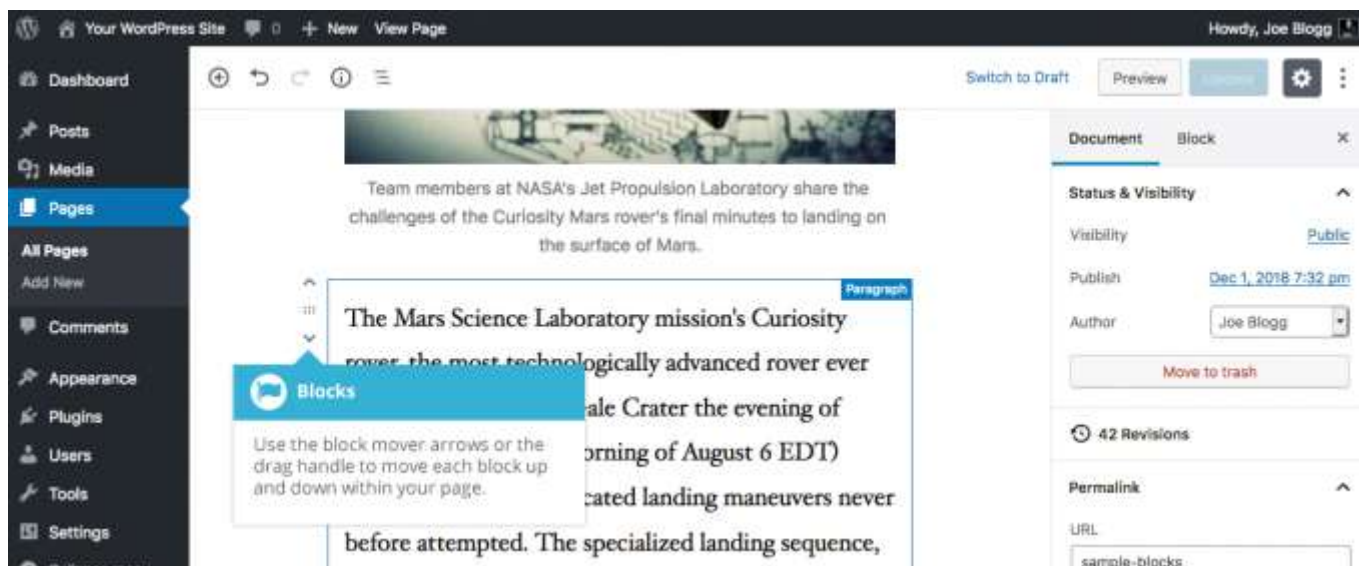 Your WordPress Site 0 New View Page Howdy, Joe Blogg
Dashboard
Posts
Media
Pages
All Pages
Add New
Comments
Appearance
Plugins
Users
Tools
Settings
Switch to Draft Preview
Team members at NASA's Jet Propulsion Laboratory share the
challenges of the Curiosity Mars rover's final minutes to landing on
the surface of Mars.
Paragraph
The Mars Science Laboratory mission's Curiosity
rover, the most technologically advanced rover ever
ale Crater the evening of
orning of August 6 EDT)
cated landing maneuvers never
before attempted. The specialized landing sequence,
Blocks
Use the block mover arrows or the
drag handle to move each block up
and down within your page.
Document Block
Status & Visibility
Visibility Public
Publish Dec 1, 2018 7:32 pm
Author Joe Blogg
Move to trash
42 Revisions
Permalink
URL
sample-blocks